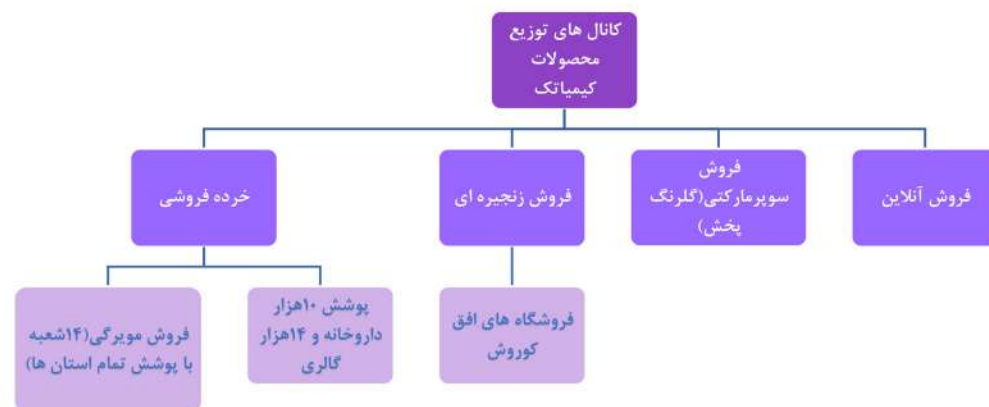 کانال های توزیع
محصولات
کیمیاتک
فروش آنلاین
فروش
سوپرمارکتی(گلرنگ
پخش)
فروش زنجیره ای
خرده فروشی
فروشگاه های افق
کوروش
پوشش ۱۰هزار
داروخانه و ۱۴هزار
گالری
فروش مویرگی(۱۴شعبه
با پوشش تمام استان ها)